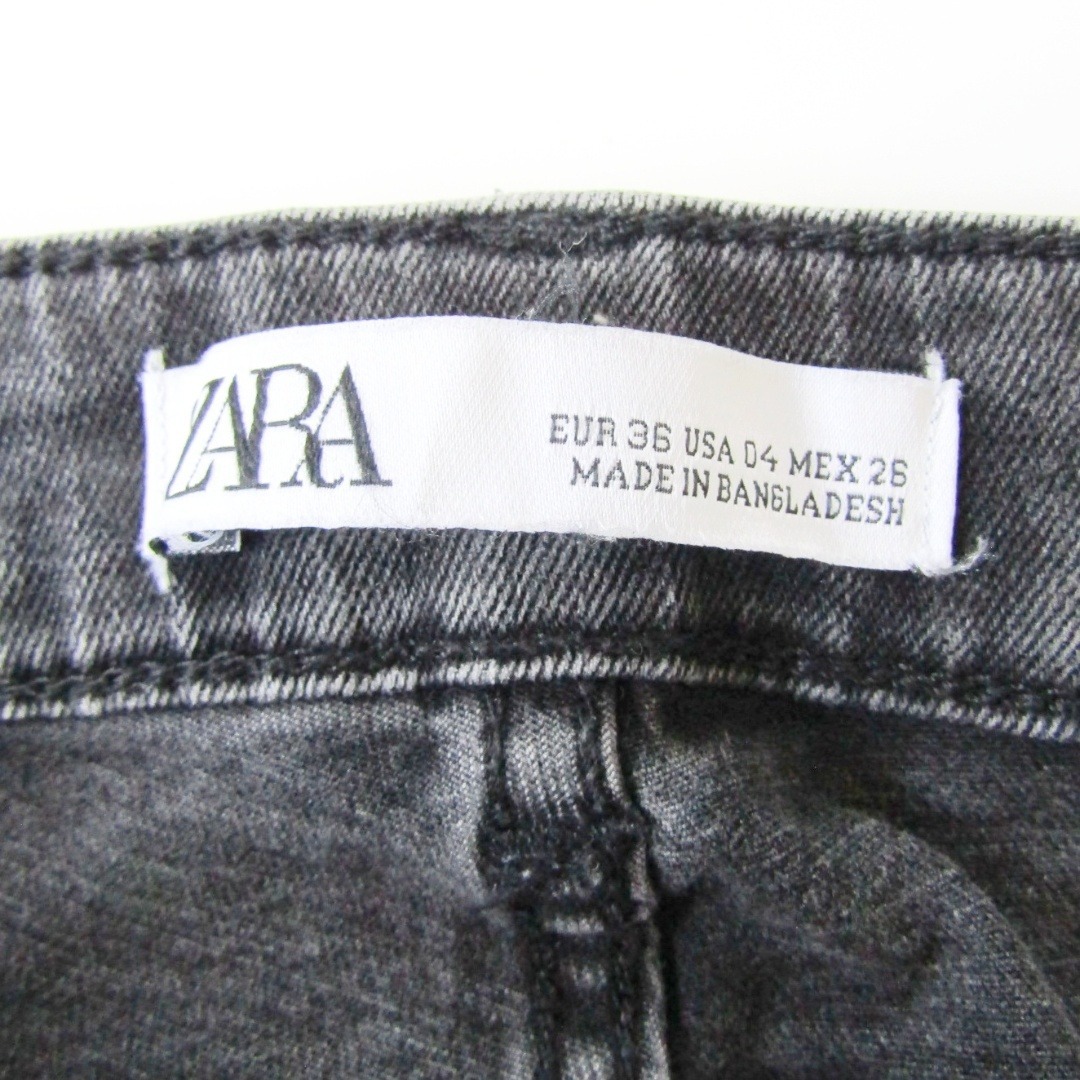 ZARA
EUR 36 USA 04 MEX 26
MADE IN BANGLADESH